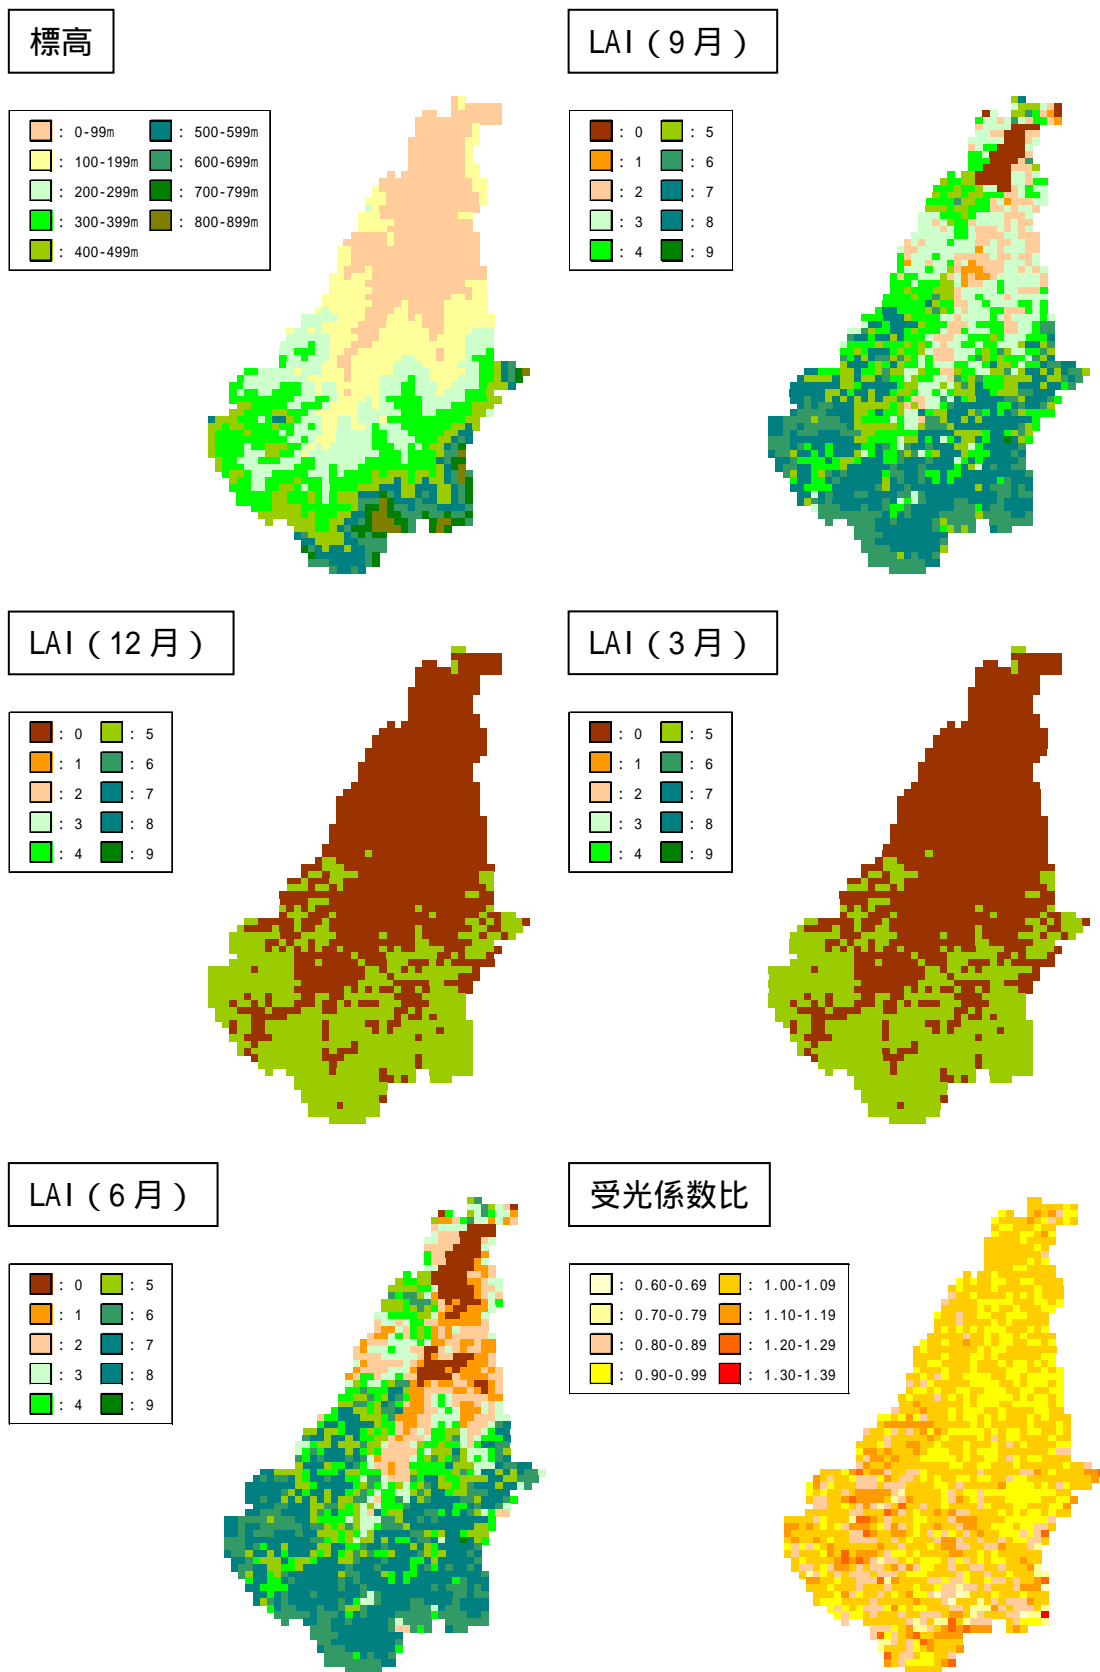 標高
: 0-99m : 500-599m
: 100-199m : 600-699m
: 200-299m : 700-799m
: 300-399m : 800-899m
: 400-499m
LAI（9月）
: 0 : 5
: 1 : 6
: 2 : 7
: 3 : 8
: 4 : 9
LAI（12月）
: 0 : 5
: 1 : 6
: 2 : 7
: 3 : 8
: 4 : 9
LAI（3月）
: 0 : 5
: 1 : 6
: 2 : 7
: 3 : 8
: 4 : 9
LAI（6月）
: 0 : 5
: 1 : 6
: 2 : 7
: 3 : 8
: 4 : 9
受光係数比
: 0.60-0.69 : 1.00-1.09
: 0.70-0.79 : 1.10-1.19
: 0.80-0.89 : 1.20-1.29
: 0.90-0.99 : 1.30-1.39